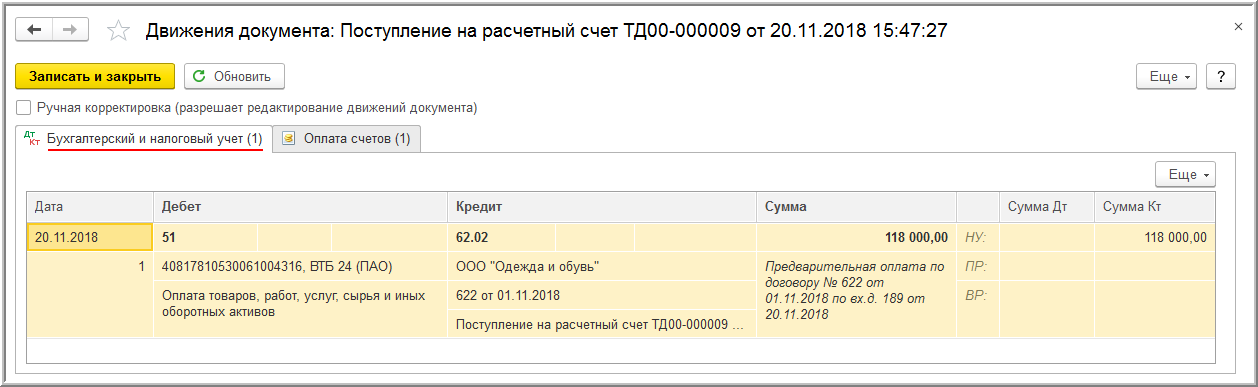 Движения документа: Поступление на расчетный счет ТД00-000009 от 20.11.2018 15:47:27
Записать и закрыть Обновить Еще ?
Ручная корректировка (разрешает редактирование движений документа)
Дт Кт Бухгалтерский и налоговый учет (1) Оплата счетов (1)
Еще
Дата Дебет Кредит Сумма Сумма Дт Сумма Кт
20.11.2018 51 62.02 118 000,00 НУ: 118 000,00
1 40817810530061004316, ВТБ 24 (ПАО) ООО "Одежда и обувь" Предварительная оплата по ПР:
договору № 622 от
Оплата товаров, работ, услуг, сырья и иных 622 от 01.11.2018 01.11.2018 по вх.д. 189 от ВР:
оборотных активов 20.11.2018
Поступление на расчетный счет ТД00-000009 ...